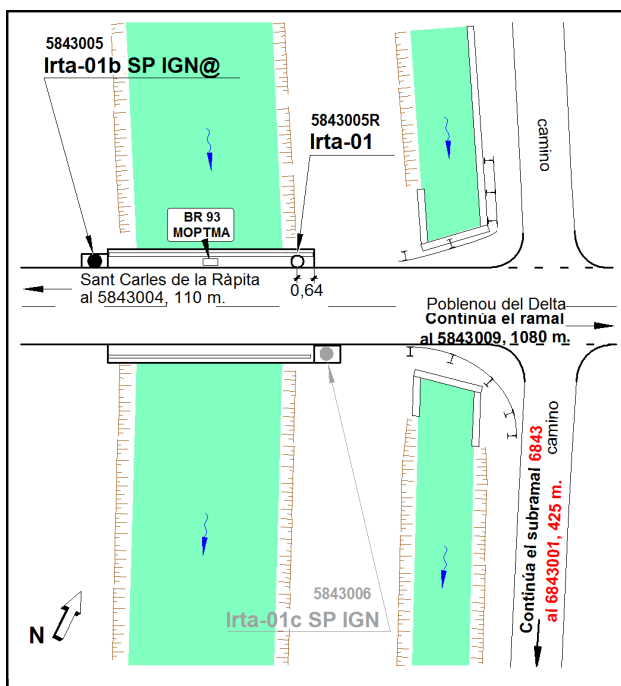 5843005
Irta-01b SP IGN@
5843005R
Irta-01
camino
BR 93
MOPTMA
Sant Carles de la Ràpita
al 5843004, 110 m.
0,64
Poblenou del Delta
Continúa el ramal
al 5843009, 1080 m.
camino
Continúa el subramal 6843
al 6843001, 425 m.
5843006
Irta-01c SP IGN
N